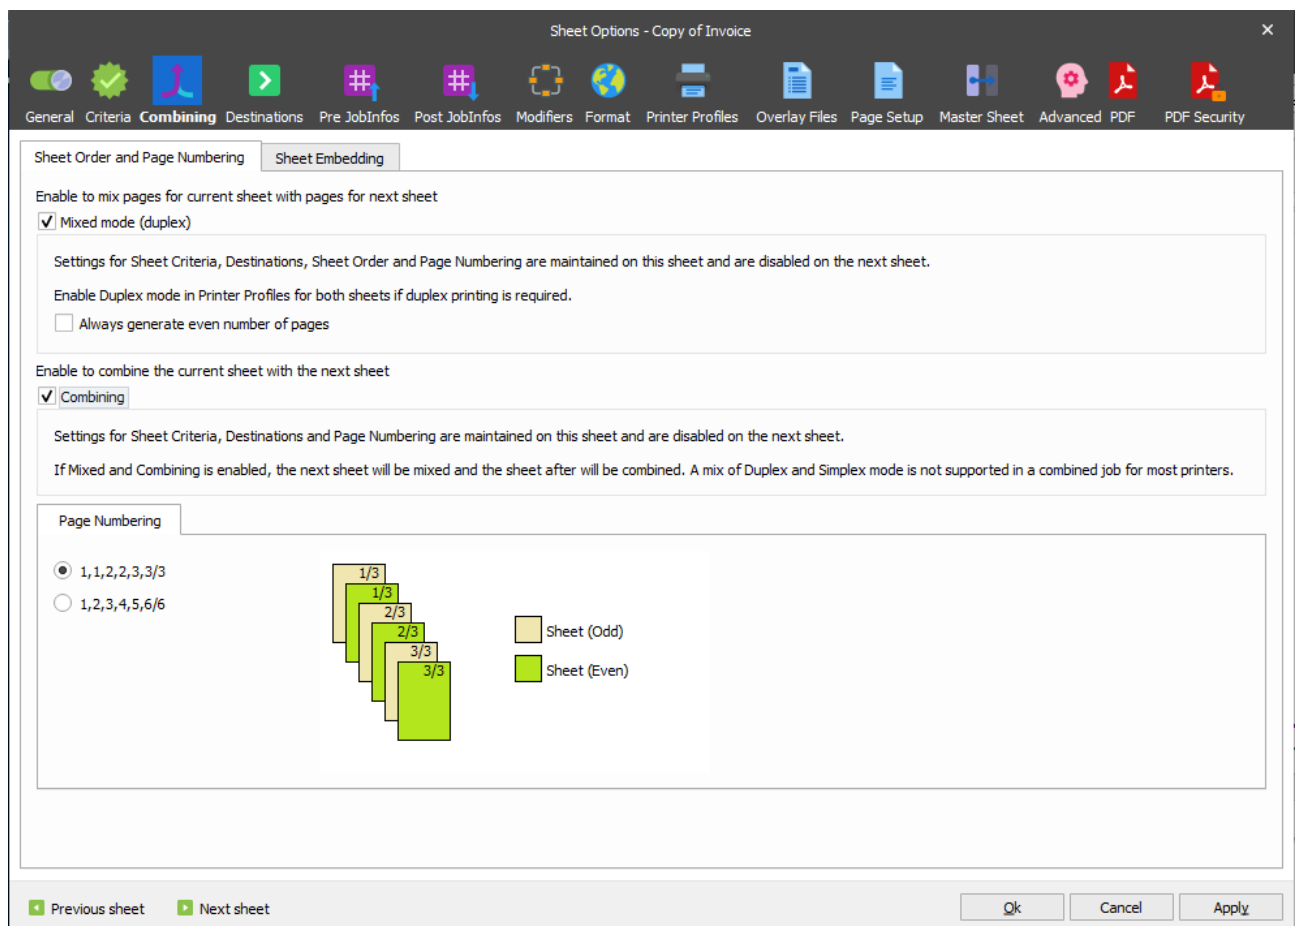 Sheet Options - Copy of Invoice
General Criteria Combining Destinations Pre JobInfos Post JobInfos Modifiers Format Printer Profiles Overlay Files Page Setup Master Sheet Advanced PDF PDF Security
Sheet Order and Page Numbering Sheet Embedding
Enable to mix pages for current sheet with pages for next sheet
Mixed mode (duplex)
Settings for Sheet Criteria, Destinations, Sheet Order and Page Numbering are maintained on this sheet and are disabled on the next sheet.
Enable Duplex mode in Printer Profiles for both sheets if duplex printing is required.
Always generate even number of pages
Enable to combine the current sheet with the next sheet
Combining
Settings for Sheet Criteria, Destinations and Page Numbering are maintained on this sheet and are disabled on the next sheet.
If Mixed and Combining is enabled, the next sheet will be mixed and the sheet after will be combined. A mix of Duplex and Simplex mode is not supported in a combined job for most printers.
Page Numbering
1,1,2,2,3,3/3
1,2,3,4,5,6/6
1/3
1/3
2/3
2/3
3/3
3/3
Sheet (Odd)
Sheet (Even)
Previous sheet Next sheet Ok Cancel Apply